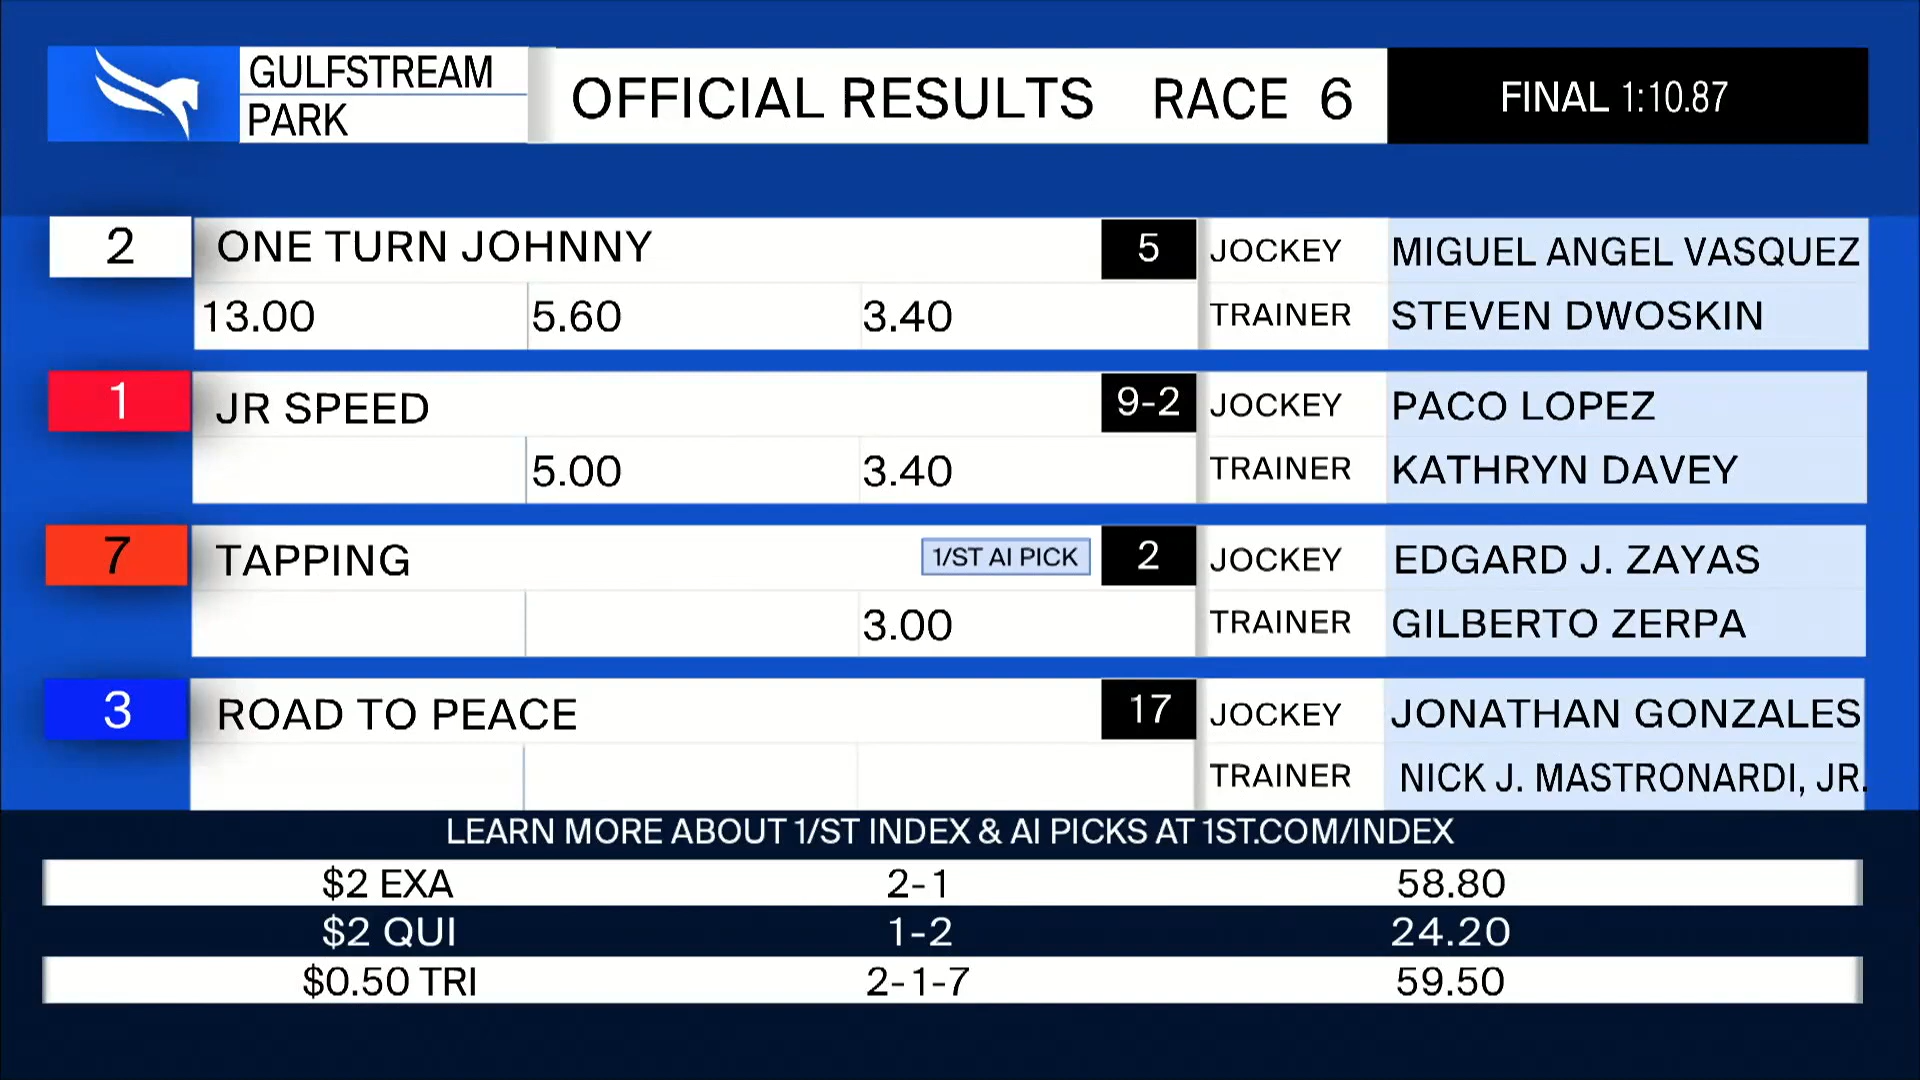 GULFSTREAM
PARK
OFFICIAL RESULTS RACE 6
FINAL 1:10.87
2 ONE TURN JOHNNY 5 JOCKEY MIGUEL ANGEL VASQUEZ
13.00 5.60 3.40 TRAINER STEVEN DWOSKIN
1 JR SPEED 9-2 JOCKEY PACO LOPEZ
5.00 3.40 TRAINER KATHRYN DAVEY
7 TAPPING 1/ST AI PICK 2 JOCKEY EDGARD J. ZAYAS
3.00 TRAINER GILBERTO ZERPA
3 ROAD TO PEACE 17 JOCKEY JONATHAN GONZALES
TRAINER NICK J. MASTRONARDI, JR.
LEARN MORE ABOUT 1/ST INDEX & AI PICKS AT 1ST.COM/INDEX
$2 EXA 2-1 58.80
$2 QUI 1-2 24.20
$0.50 TRI 2-1-7 59.50